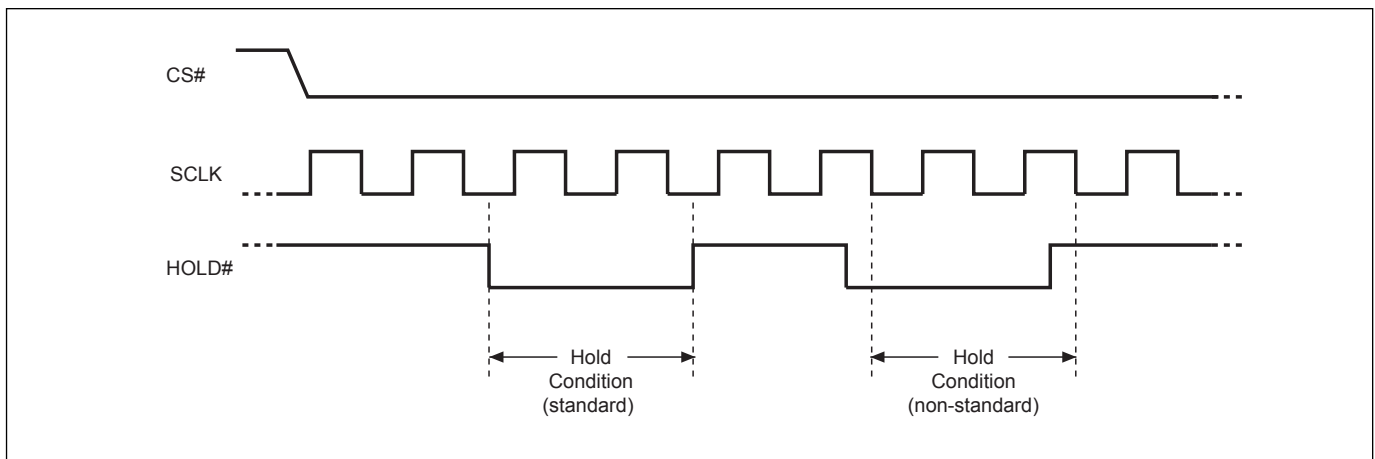 CS#
SCLK
HOLD#
Hold
Condition
(standard)
Hold
Condition
(non-standard)